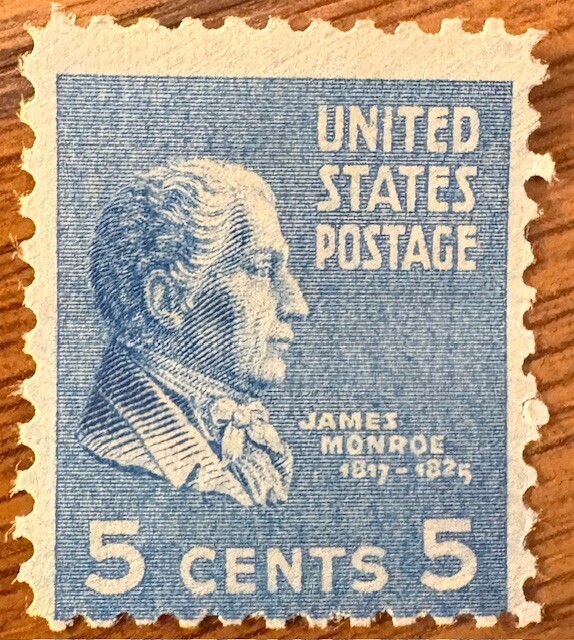 UNITED
STATES
POSTAGE
JAMES
MONROE
1817-1825
5 CENTS 5